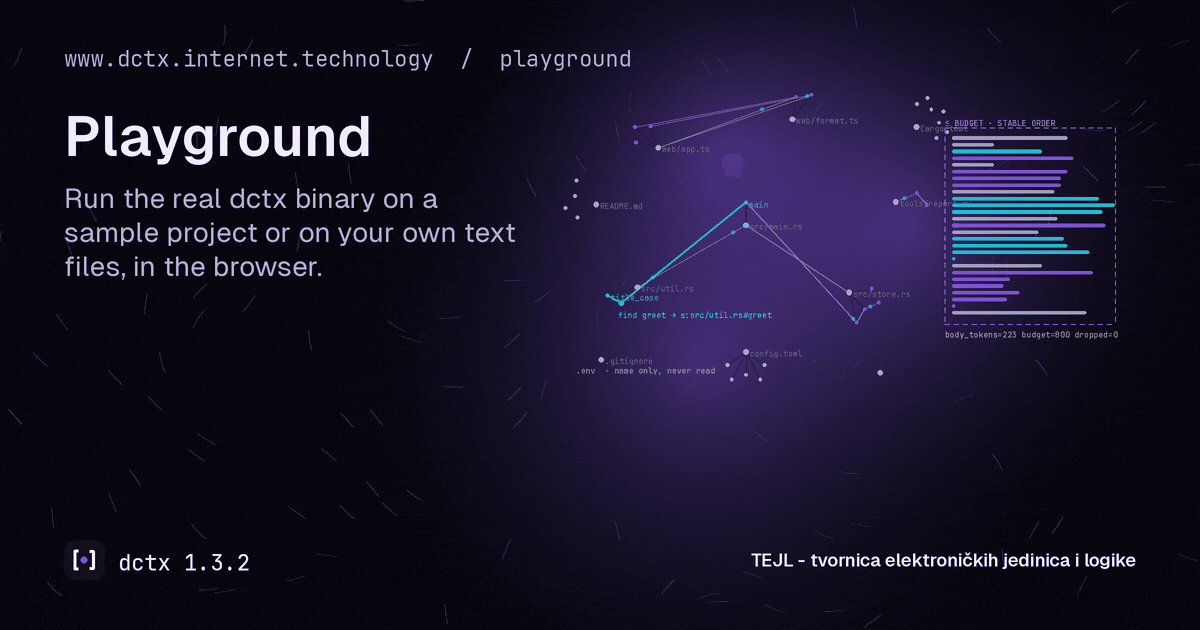 www.dctx.internet.technology / playground
Playground
Run the real dctx binary on a
sample project or on your own text
files, in the browser.
web/format.ts
web/app.ts
≤ BUDGET · STABLE ORDER
README.md
main
src/main.rs
src/util.rs
title_case
find greet → s:src/util.rs#greet
src/store.rs
.gitignore
.env · name only, never read
config.toml
body_tokens=223 budget=800 dropped=0
dctx 1.3.2
TEJL - tvornica elektroničkih jedinica i logike